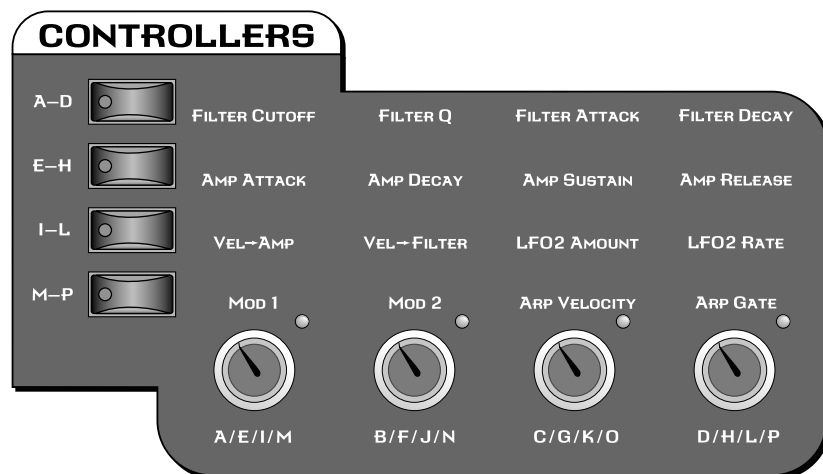 CONTROLLERS
A–D
FILTER CUTOFF FILTER Q FILTER ATTACK FILTER DECAY
E–H
AMP ATTACK AMP DECAY AMP SUSTAIN AMP RELEASE
I–L
VEL→AMP VEL→FILTER LFO2 AMOUNT LFO2 RATE
M–P
MOD 1 MOD 2 ARP VELOCITY ARP GATE
A/E/I/M B/F/J/N C/G/K/O D/H/L/P